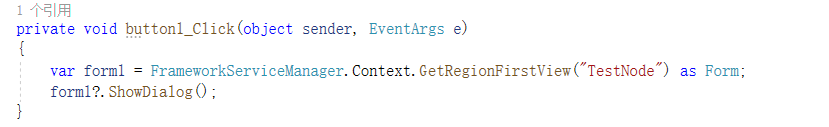 1 个引用
private void button1_Click(object sender, EventArgs e)
{
    var form1 = FrameworkServiceManager.Context.GetRegionFirstView("TestNode") as Form;
    form1?.ShowDialog();
}